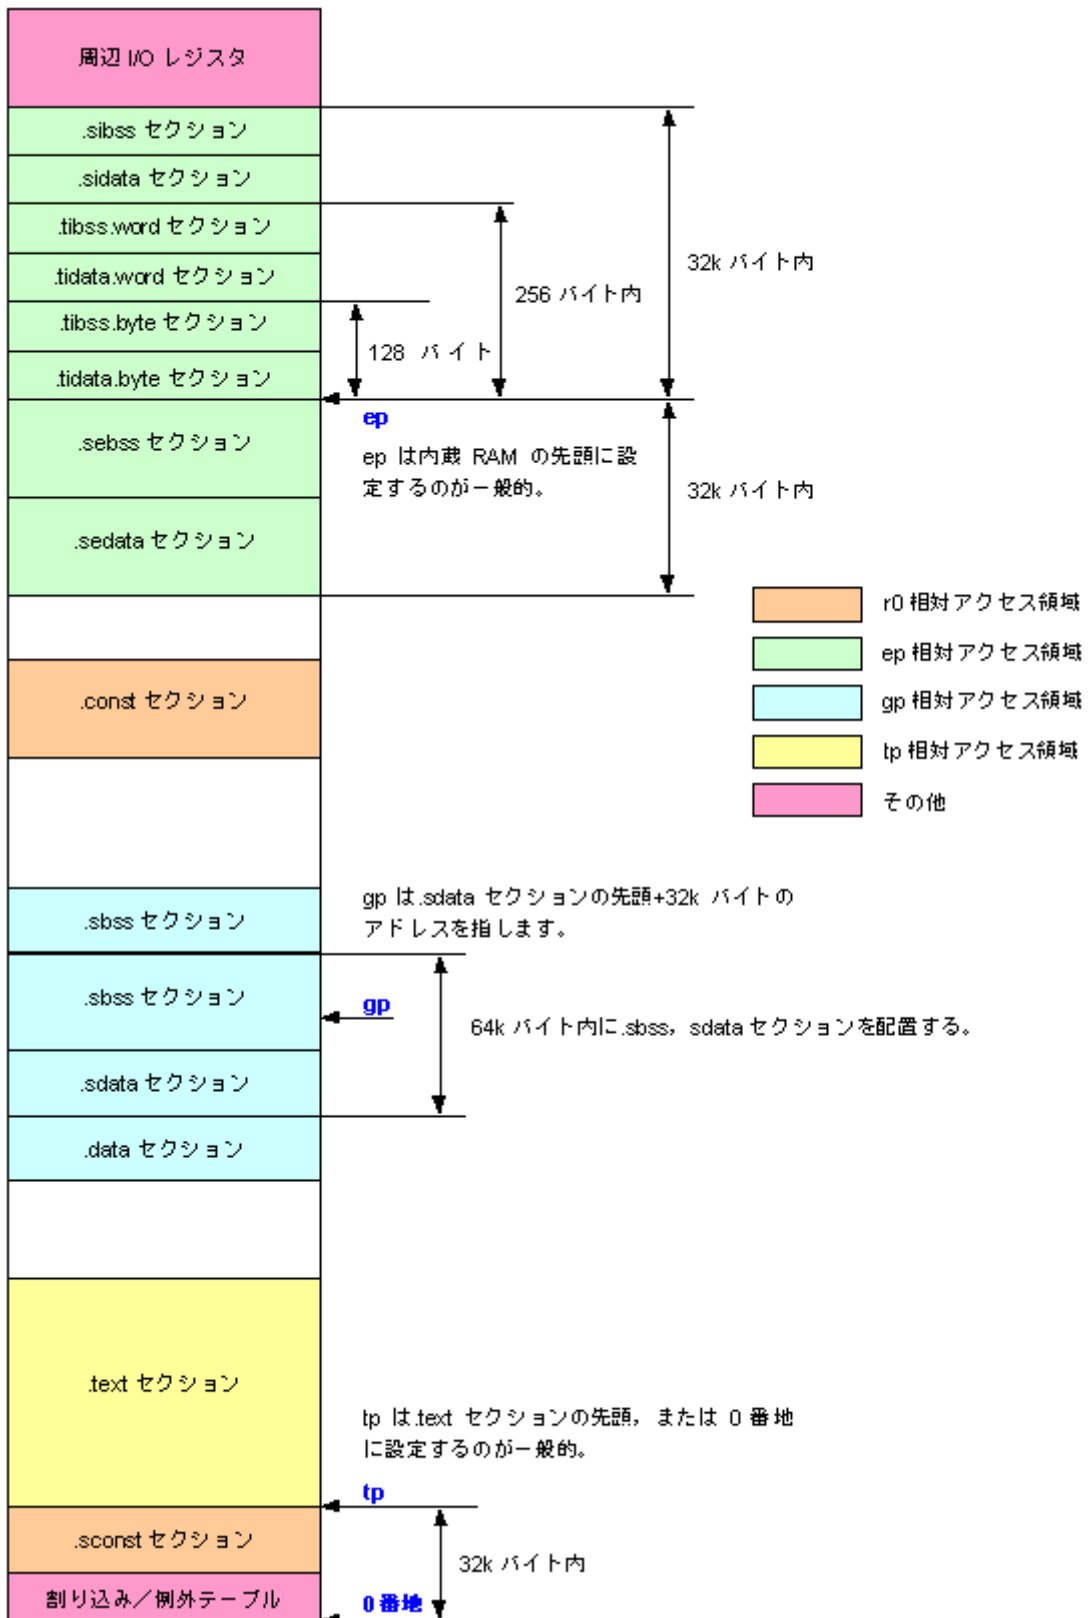 周辺 I/O レジスタ
.sibss セクション
.sidata セクション
.tibss.word セクション
.tidata.word セクション
.tibss.byte セクション
.tidata.byte セクション
.sebss セクション
.sedata セクション
128 バイト
256 バイト内
32k バイト内
ep
ep は内蔵 RAM の先頭に設
定するのが一般的。
32k バイト内
r0 相対アクセス領域
ep 相対アクセス領域
gp 相対アクセス領域
tp 相対アクセス領域
その他
.const セクション
gp は.sdata セクションの先頭+32k バイトの
アドレスを指します。
.sbss セクション
.sbss セクション
gp
64k バイト内に.sbss，sdata セクションを配置する。
.sdata セクション
.data セクション
.text セクション
tp は.text セクションの先頭，または 0 番地
に設定するのが一般的。
tp
.sconst セクション
32k バイト内
割り込み／例外テーブル
0 番地